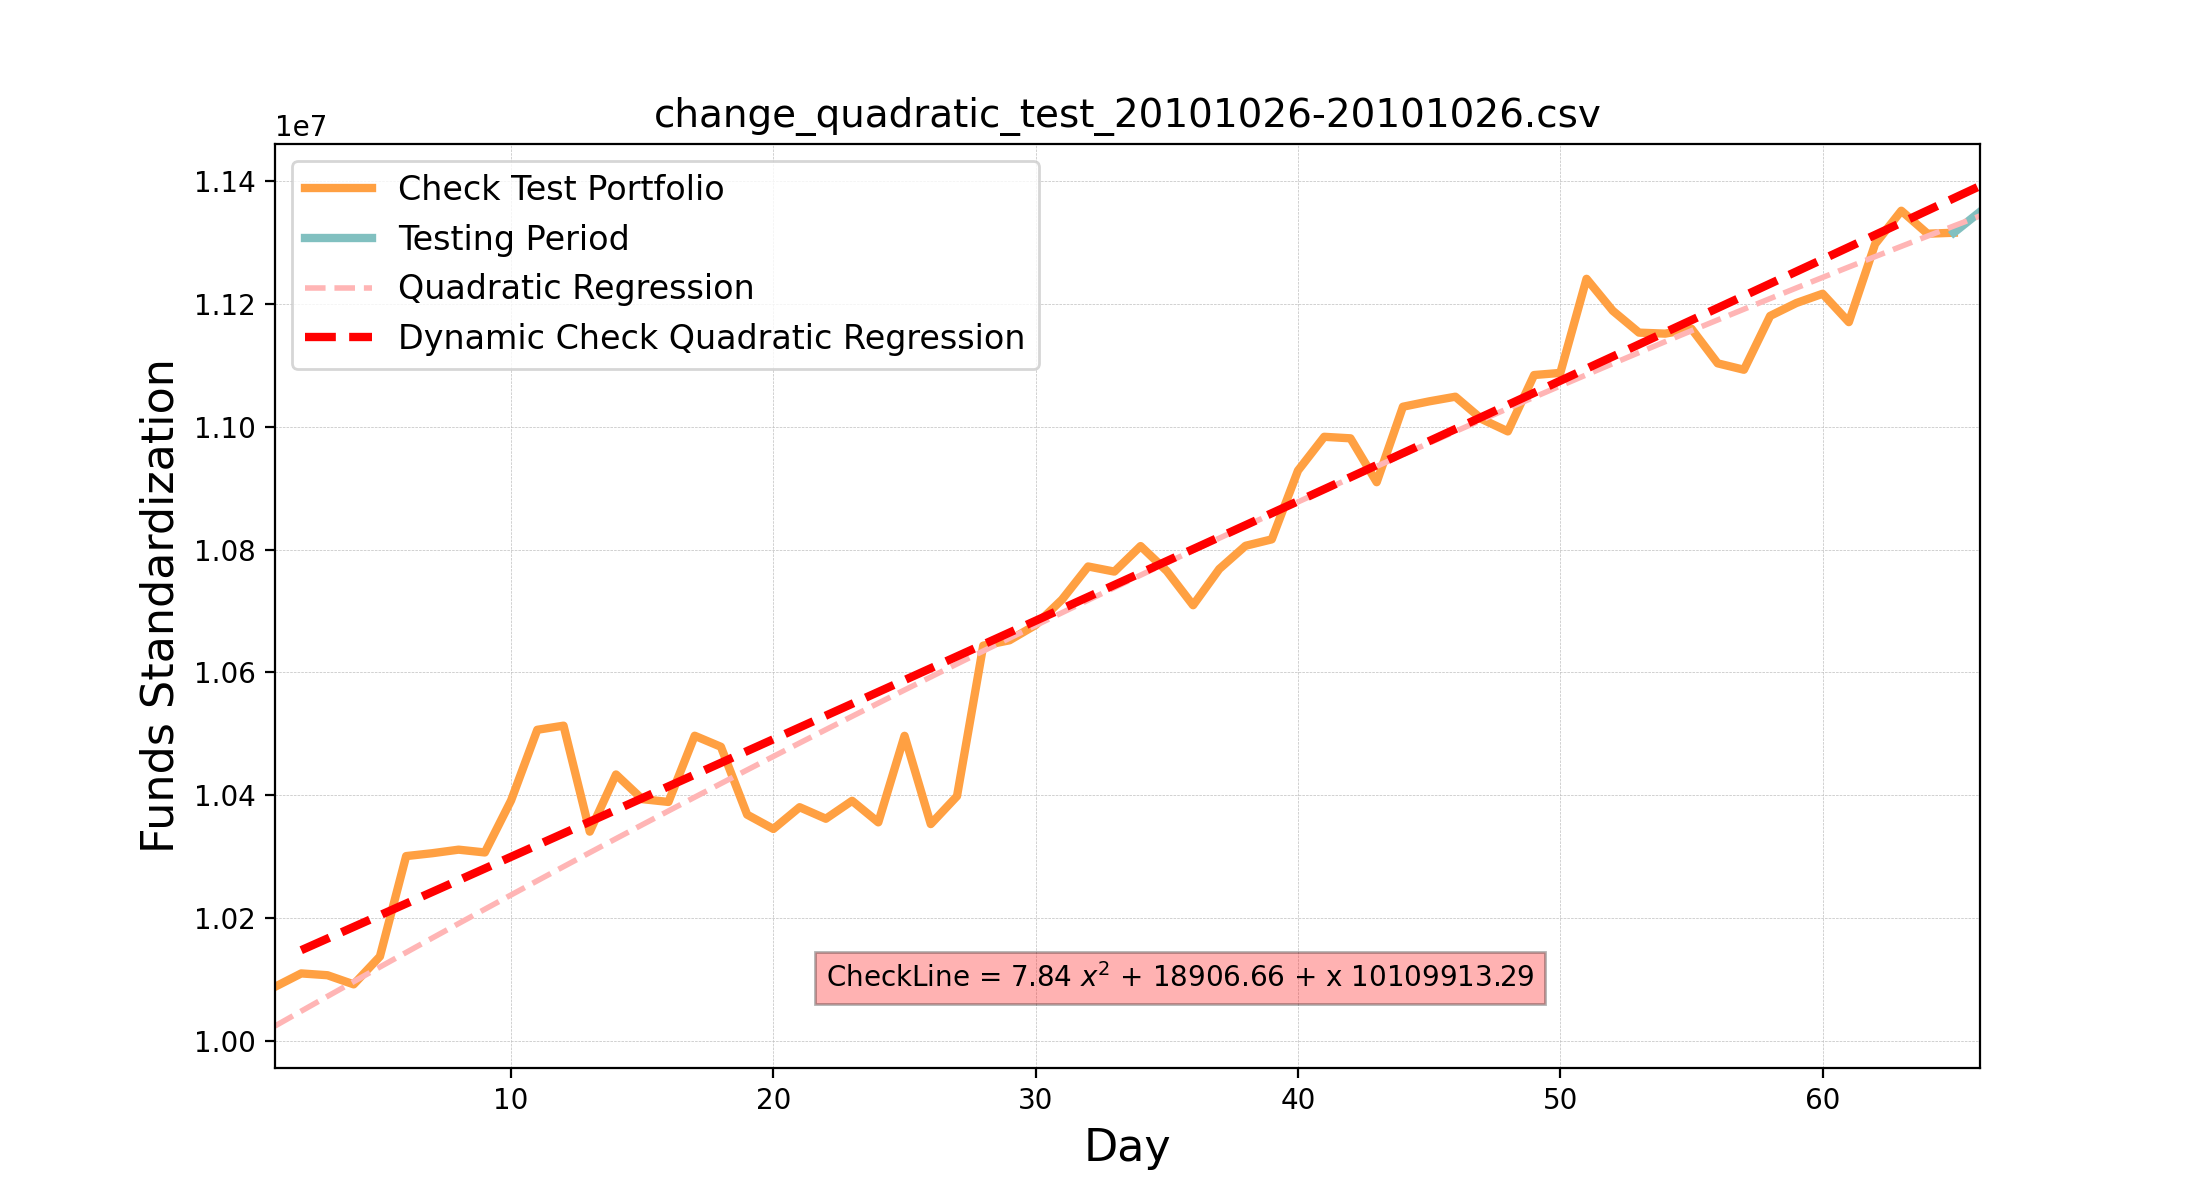 change_quadratic_test_20101026-20101026.csv
1e7
Check Test Portfolio
Testing Period
Quadratic Regression
Dynamic Check Quadratic Regression
1.14
1.12
1.10
1.08
1.06
1.04
1.02
1.00
Funds Standardization
CheckLine = 7.84 x² + 18906.66 + x 10109913.29
10 20 30 40 50 60
Day